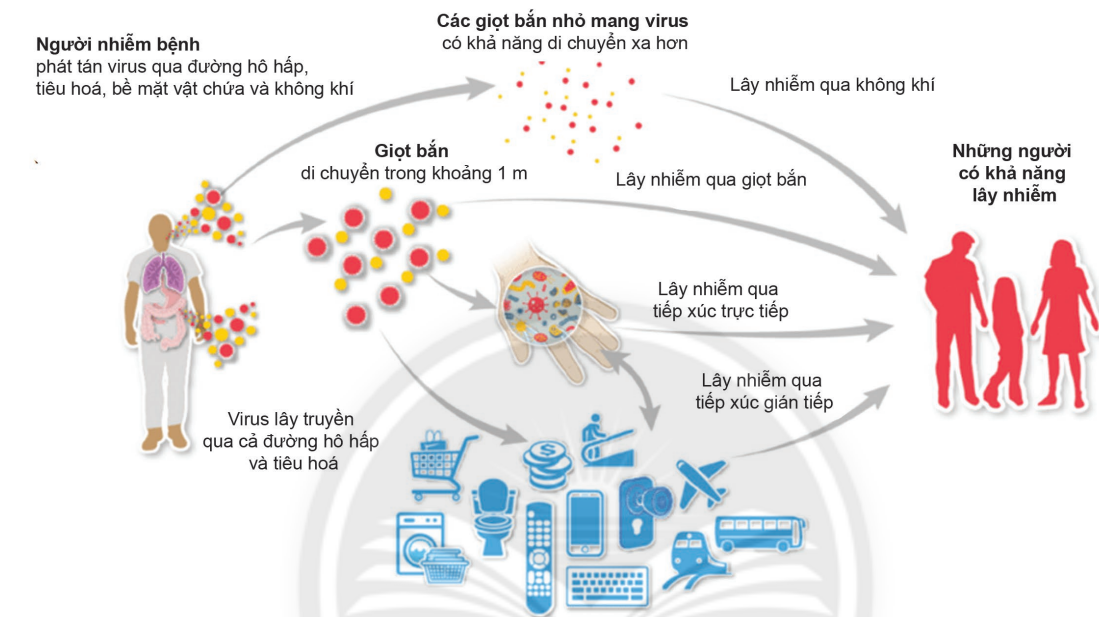 Người nhiễm bệnh
phát tán virus qua đường hô hấp,
tiêu hoá, bề mặt vật chứa và không khí
Các giọt bắn nhỏ mang virus
có khả năng di chuyển xa hơn
Lây nhiễm qua không khí
Giọt bắn
di chuyển trong khoảng 1 m
Lây nhiễm qua giọt bắn
Những người
có khả năng
lây nhiễm
Lây nhiễm qua
tiếp xúc trực tiếp
Lây nhiễm qua
tiếp xúc gián tiếp
Virus lây truyền
qua cả đường hô hấp
và tiêu hoá
$